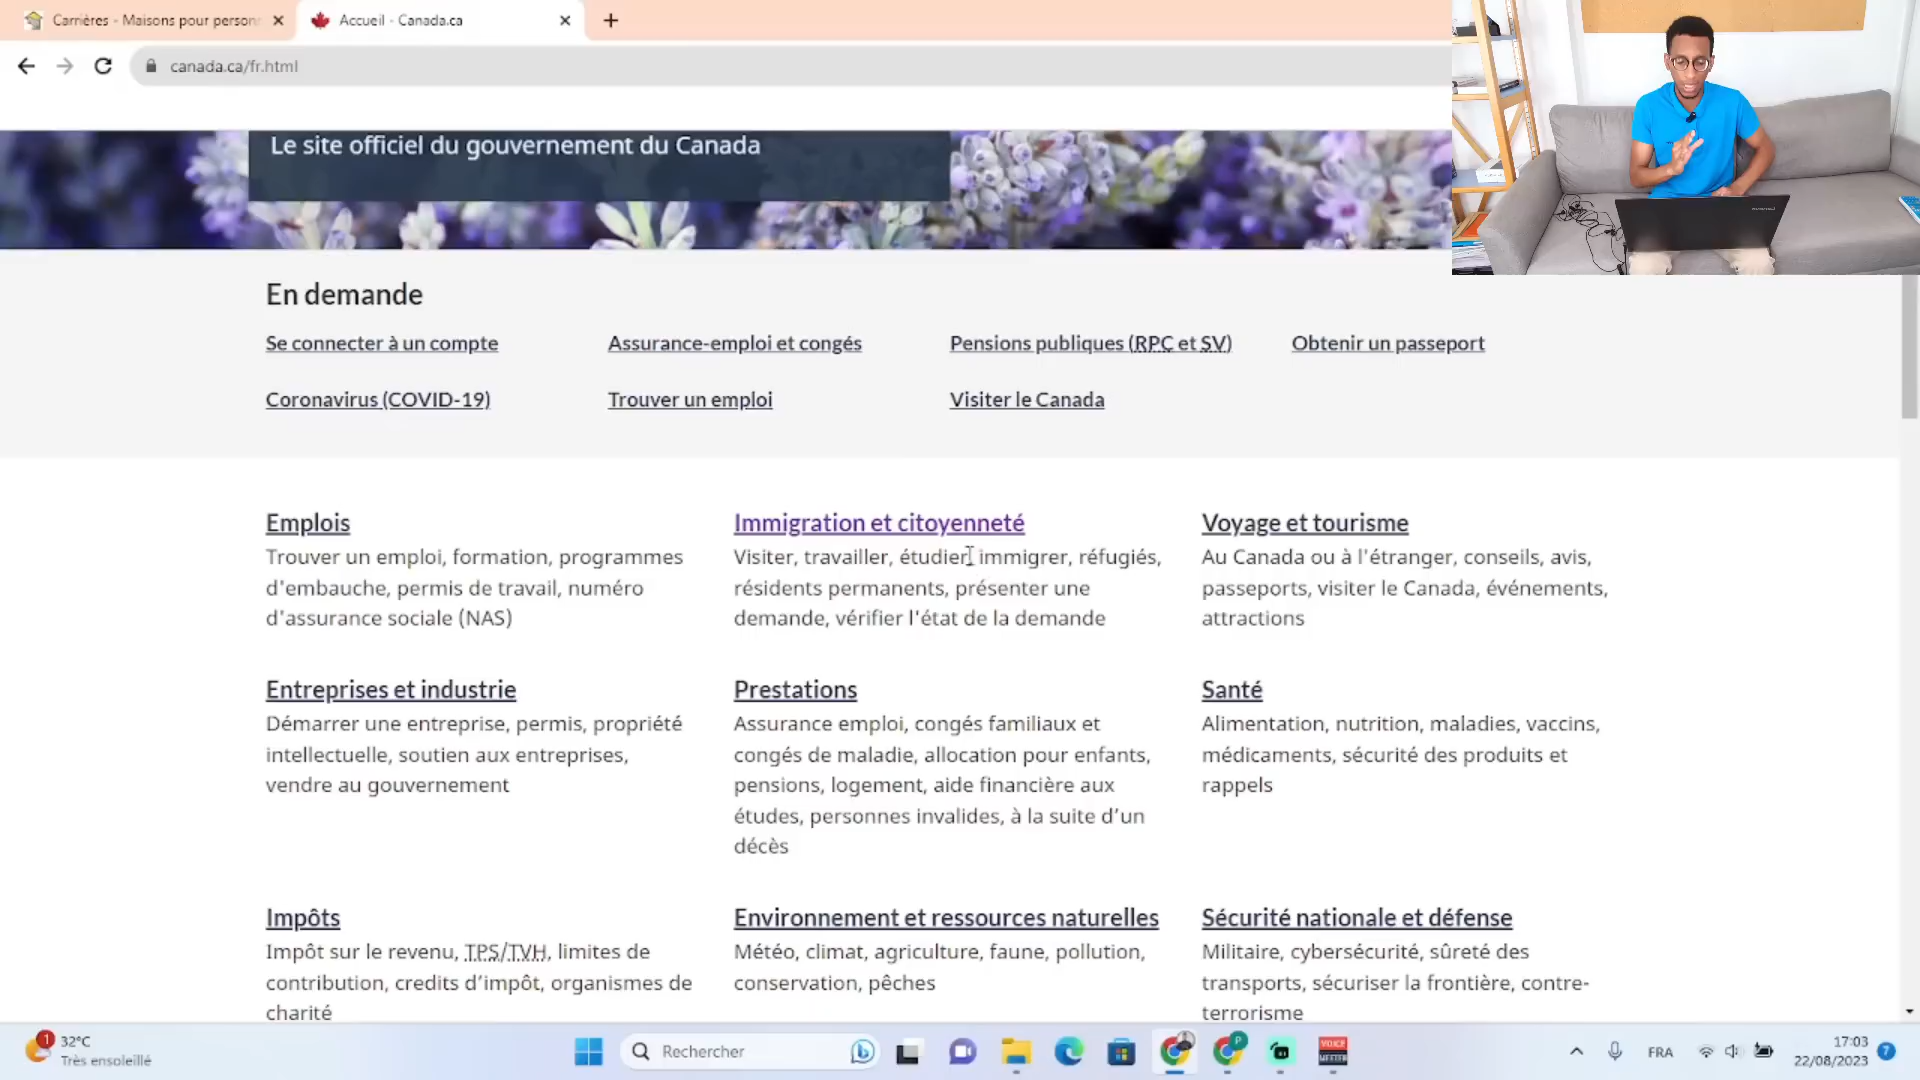 Carrières - Maisons pour person
Accueil - Canada.ca
canada.ca/fr.html
Le site officiel du gouvernement du Canada
En demande
Se connecter à un compte
Assurance-emploi et congés
Pensions publiques (RPC et SV)
Obtenir un passeport
Coronavirus (COVID-19)
Trouver un emploi
Visiter le Canada
Emplois
Trouver un emploi, formation, programmes
d'embauche, permis de travail, numéro
d'assurance sociale (NAS)
Immigration et citoyenneté
Visiter, travailler, étudier, immigrer, réfugiés,
résidents permanents, présenter une
demande, vérifier l'état de la demande
Voyage et tourisme
Au Canada ou à l'étranger, conseils, avis,
passeports, visiter le Canada, événements,
attractions
Entreprises et industrie
Démarrer une entreprise, permis, propriété
intellectuelle, soutien aux entreprises,
vendre au gouvernement
Prestations
Assurance emploi, congés familiaux et
congés de maladie, allocation pour enfants,
pensions, logement, aide financière aux
études, personnes invalides, à la suite d’un
décès
Santé
Alimentation, nutrition, maladies, vaccins,
médicaments, sécurité des produits et
rappels
Impôts
Impôt sur le revenu, TPS/TVH, limites de
contribution, credits d’impôt, organismes de
charité
Environnement et ressources naturelles
Météo, climat, agriculture, faune, pollution,
conservation, pêches
Sécurité nationale et défense
Militaire, cybersécurité, sûreté des
transports, sécuriser la frontière, contre-
terrorisme
1
32°C
Très ensoleillé
Rechercher
P
VOICE
MEETER
FRA
17:03
22/08/2023
7